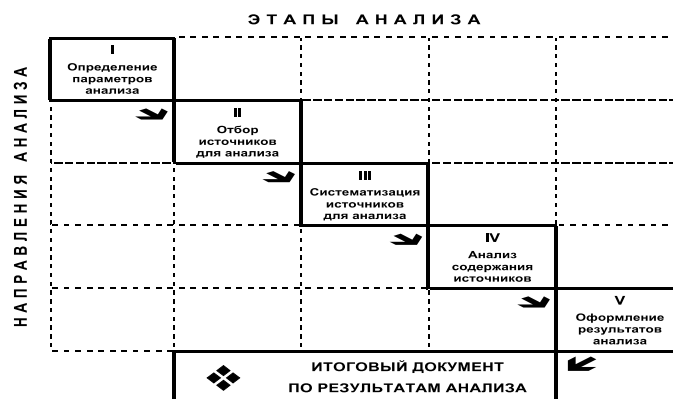 ЭТАПЫ АНАЛИЗА
НАПРАВЛЕНИЯ АНАЛИЗА
I
Определение
параметров
анализа
II
Отбор
источников
для анализа
III
Систематизация
источников
для анализа
IV
Анализ
содержания
источников
V
Оформление
результатов
анализа
ИТОГОВЫЙ ДОКУМЕНТ
ПО РЕЗУЛЬТАТАМ АНАЛИЗА